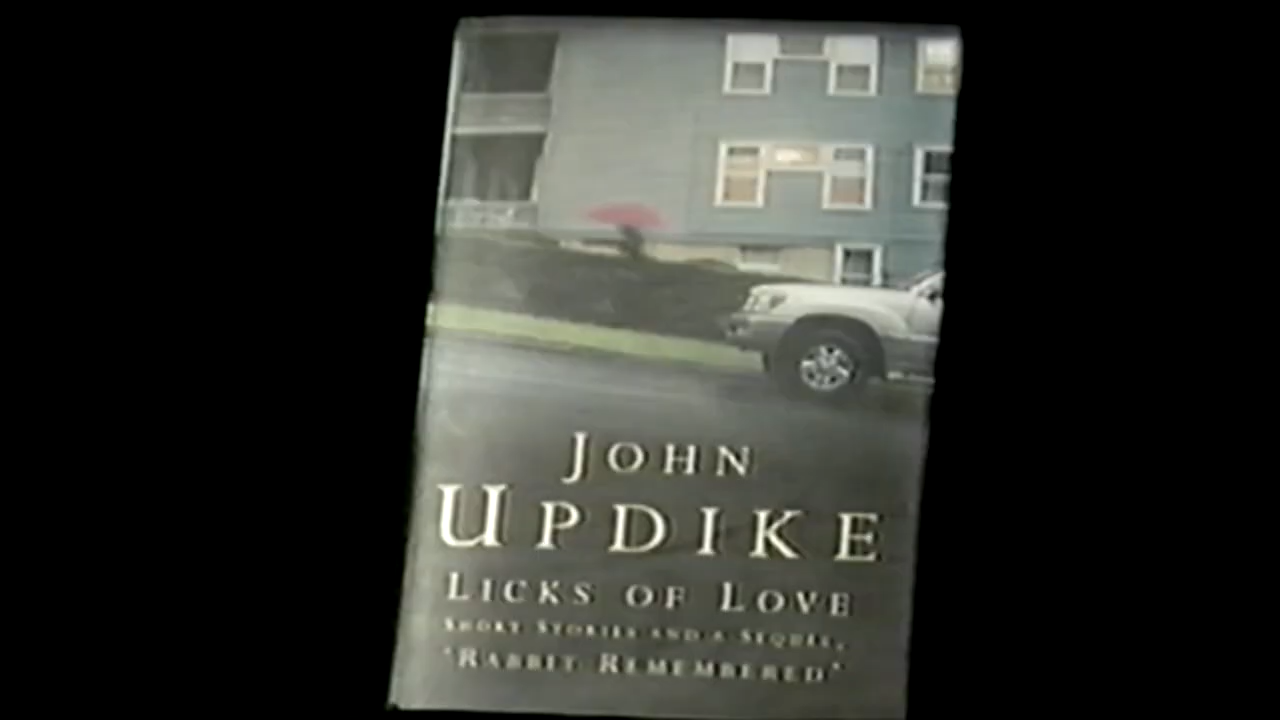 JOHN
UPDIKE
LICKS OF LOVE
SHORT STORIES AND A SEQUEL,
'RABBIT REMEMBERED'